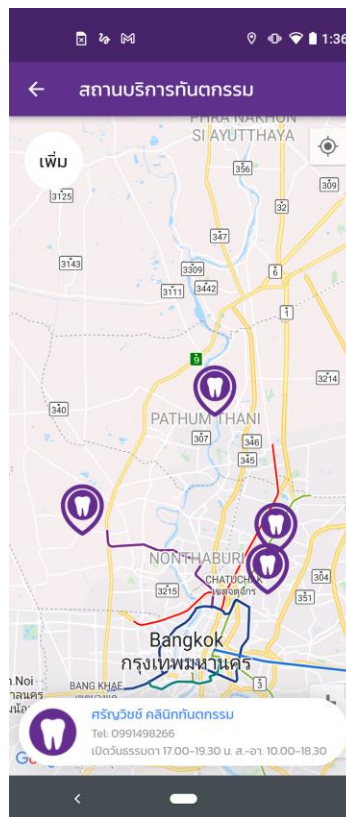 1:36
สถานบริการทันตกรรม
PHRA NAKHON
SI AYUTTHAYA
เพิ่ม
356
309
3125
32
347
3143
3309
6
3111
3442
1
9
3214
340
PATHUM THANI
307
346
345
NONTHABURI
CHATUCHAK
เขตจตุจักร
304
3215
351
Bangkok
กรุงเทพมหานคร
3
BANG KHAE
ศรัญวิชช์ คลินิกทันตกรรม
Tel: 0991498266
เปิดวันธรรมดา 17.00-19.30 น. ส.-อา. 10.00-18.30